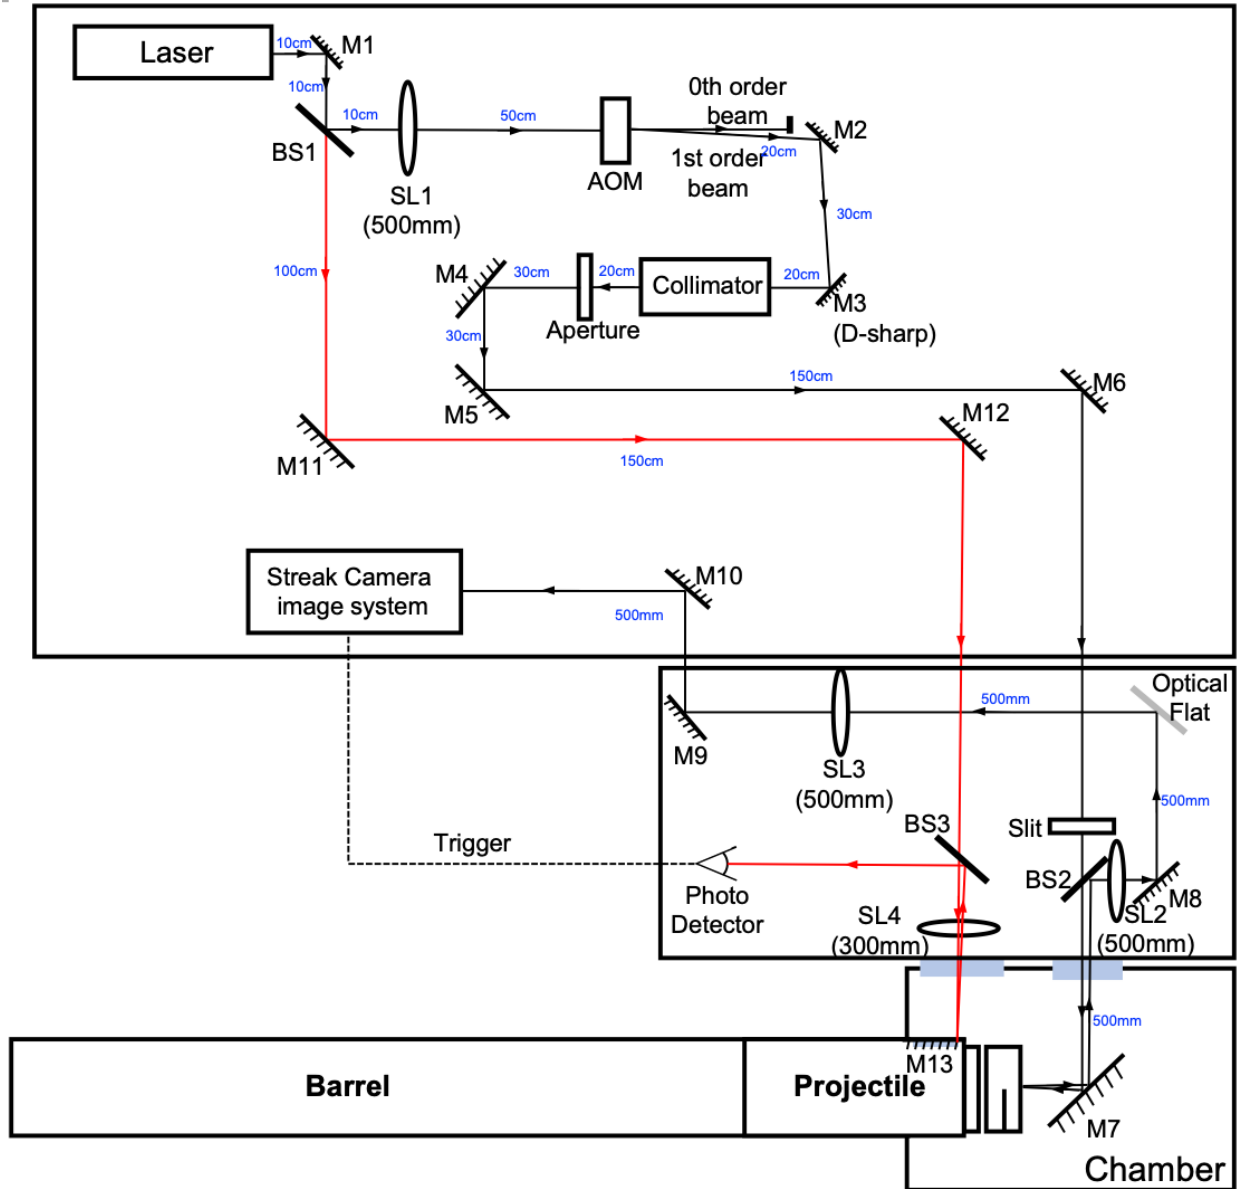 Laser
10cm
M1
10cm
BS1
10cm
SL1
(500mm)
50cm
AOM
0th order
beam
1st order
beam
20cm
M2
30cm
M3
(D-sharp)
20cm
Collimator
20cm
Aperture
30cm
M4
30cm
M5
150cm
M6
100cm
M11
150cm
M12
Streak Camera
image system
500mm
M10
Optical
Flat
500mm
M9
SL3
(500mm)
500mm
Slit
BS3
BS2
M8
SL2
(500mm)
Trigger
Photo
Detector
SL4
(300mm)
500mm
M13
Barrel
Projectile
M7
Chamber